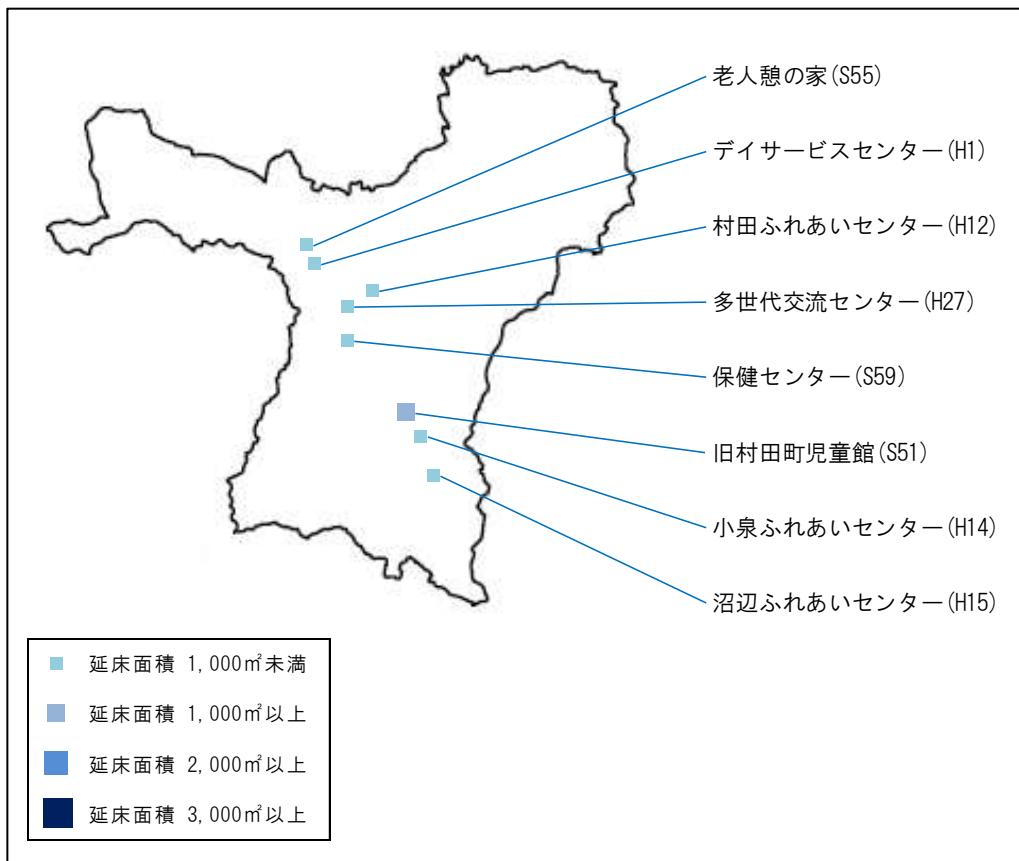 老人憩の家(S55)
デイサービスセンター(H1)
村田ふれあいセンター(H12)
多世代交流センター(H27)
保健センター(S59)
旧村田町児童館(S51)
小泉ふれあいセンター(H14)
沼辺ふれあいセンター(H15)
延床面積 1,000㎡未満
延床面積 1,000㎡以上
延床面積 2,000㎡以上
延床面積 3,000㎡以上